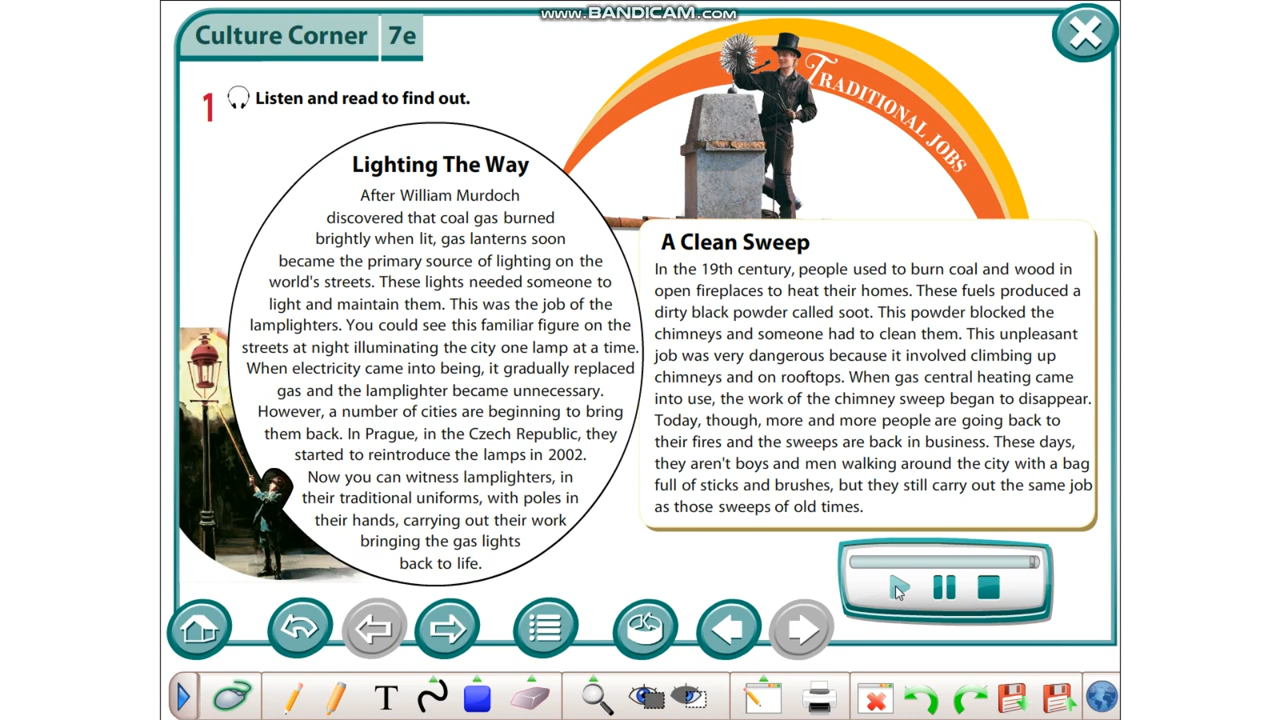 www.BANDICAM.com
Culture Corner 7e
TRADITIONAL JOBS
1 Listen and read to find out.
Lighting The Way
After William Murdoch
discovered that coal gas burned
brightly when lit, gas lanterns soon
became the primary source of lighting on the
world's streets. These lights needed someone to
light and maintain them. This was the job of the
lamplighters. You could see this familiar figure on the
streets at night illuminating the city one lamp at a time.
When electricity came into being, it gradually replaced
gas and the lamplighter became unnecessary.
However, a number of cities are beginning to bring
them back. In Prague, in the Czech Republic, they
started to reintroduce the lamps in 2002.
Now you can witness lamplighters, in
their traditional uniforms, with poles in
their hands, carrying out their work
bringing the gas lights
back to life.
A Clean Sweep
In the 19th century, people used to burn coal and wood in
open fireplaces to heat their homes. These fuels produced a
dirty black powder called soot. This powder blocked the
chimneys and someone had to clean them. This unpleasant
job was very dangerous because it involved climbing up
chimneys and on rooftops. When gas central heating came
into use, the work of the chimney sweep began to disappear.
Today, though, more and more people are going back to
their fires and the sweeps are back in business. These days,
they aren't boys and men walking around the city with a bag
full of sticks and brushes, but they still carry out the same job
as those sweeps of old times.
T